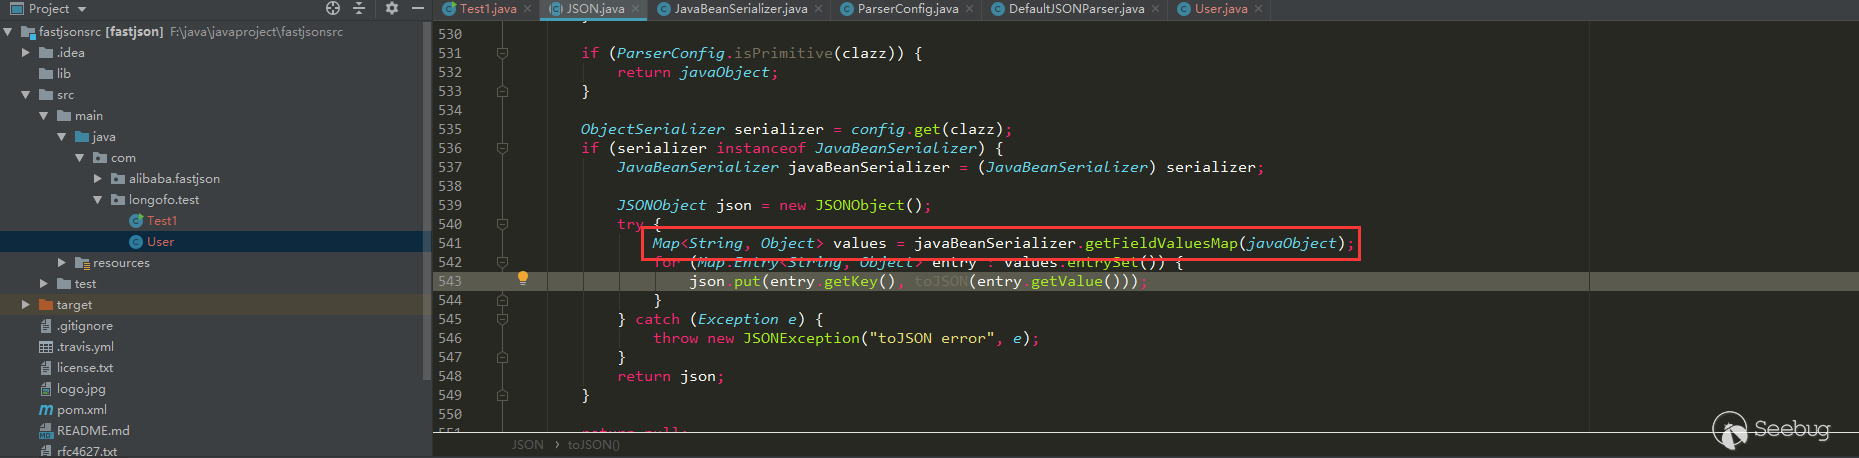 Project
Test1.java
JSON.java
JavaBeanSerializer.java
ParserConfig.java
DefaultJSONParser.java
User.java
fastjsonsrc [fastjson] F:\java\javaproject\fastjsonsrc
.idea
lib
src
main
java
com
alibaba.fastjson
longofo.test
Test1
User
resources
test
target
.gitignore
.travis.yml
license.txt
logo.jpg
pom.xml
README.md
rfc4627.txt
530
531 if (ParserConfig.isPrimitive(clazz)) {
532 return javaObject;
533 }
534
535 ObjectSerializer serializer = config.get(clazz);
536 if (serializer instanceof JavaBeanSerializer) {
537 JavaBeanSerializer javaBeanSerializer = (JavaBeanSerializer) serializer;
538
539 JSONObject json = new JSONObject();
540 try {
541 Map<String, Object> values = javaBeanSerializer.getFieldValuesMap(javaObject);
542 for (Map.Entry<String, Object> entry : values.entrySet()) {
543 json.put(entry.getKey(), toJSON(entry.getValue()));
544 }
545 } catch (Exception e) {
546 throw new JSONException("toJSON error", e);
547 }
548 return json;
549 }
550
551 return null;
JSON > toJSON()
Seebug